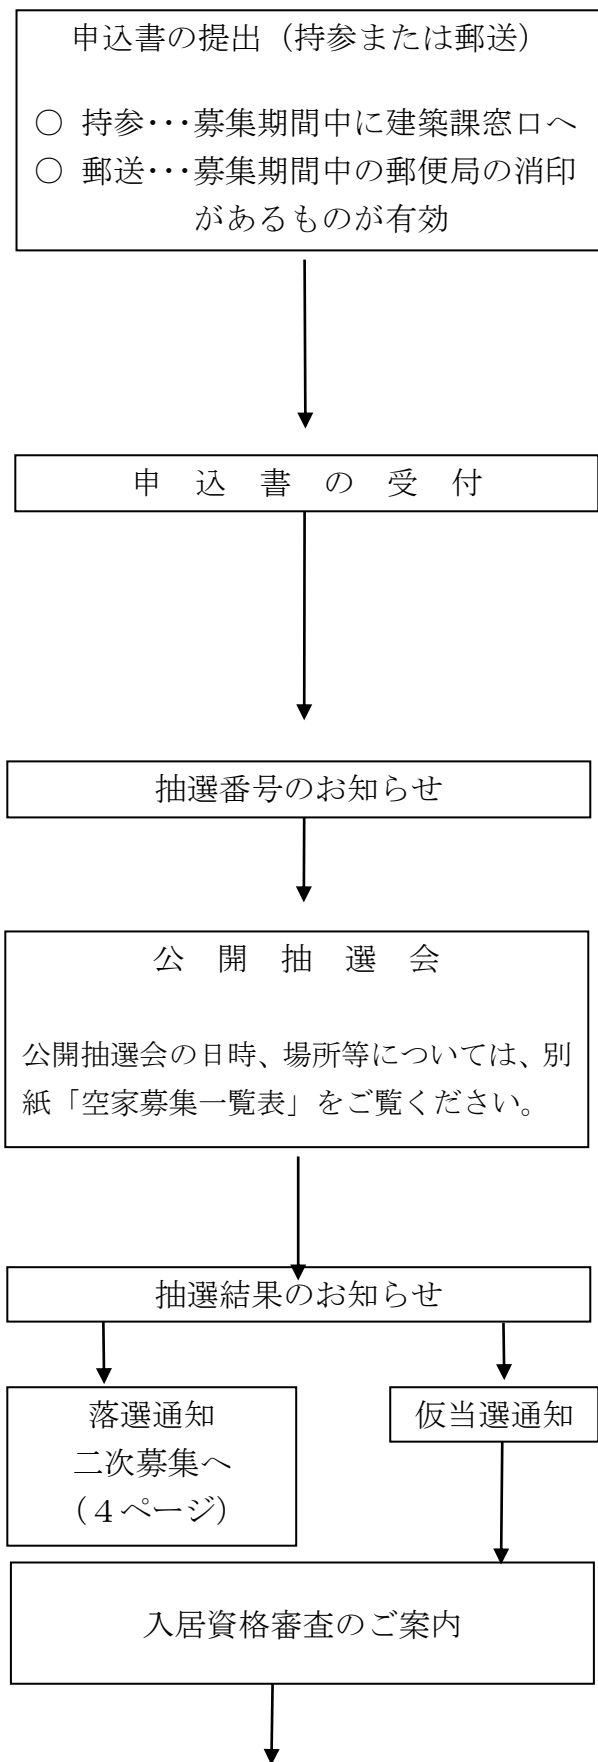 申込書の提出（持参または郵送）
○ 持参･･･募集期間中に建築課窓口へ
○ 郵送･･･募集期間中の郵便局の消印
があるものが有効
申　込　書　の　受　付
抽選番号のお知らせ
公　開　抽　選　会
公開抽選会の日時、場所等については、別
紙「空家募集一覧表」をご覧ください。
抽選結果のお知らせ
落選通知
二次募集へ
（４ページ）
仮当選通知
入居資格審査のご案内